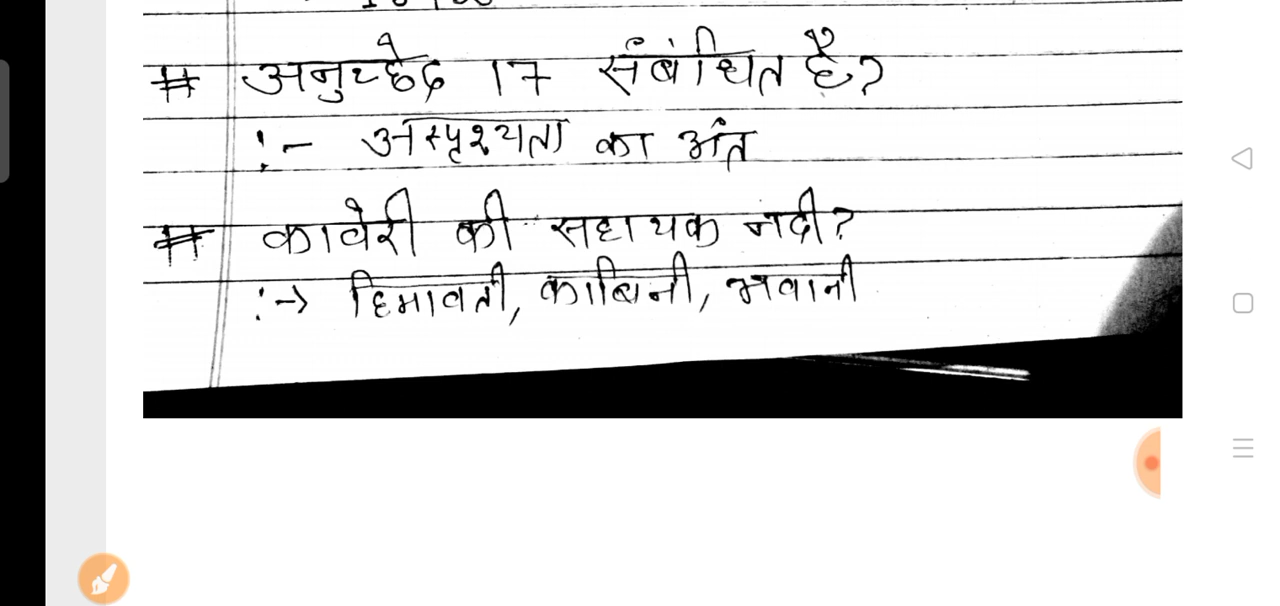 # अनुच्छेद 17 संबंधित है?
:- अस्पृश्यता का अंत
# कावेरी की सहायक नदी?
:→ हिमावती, काबिनी, भवानी